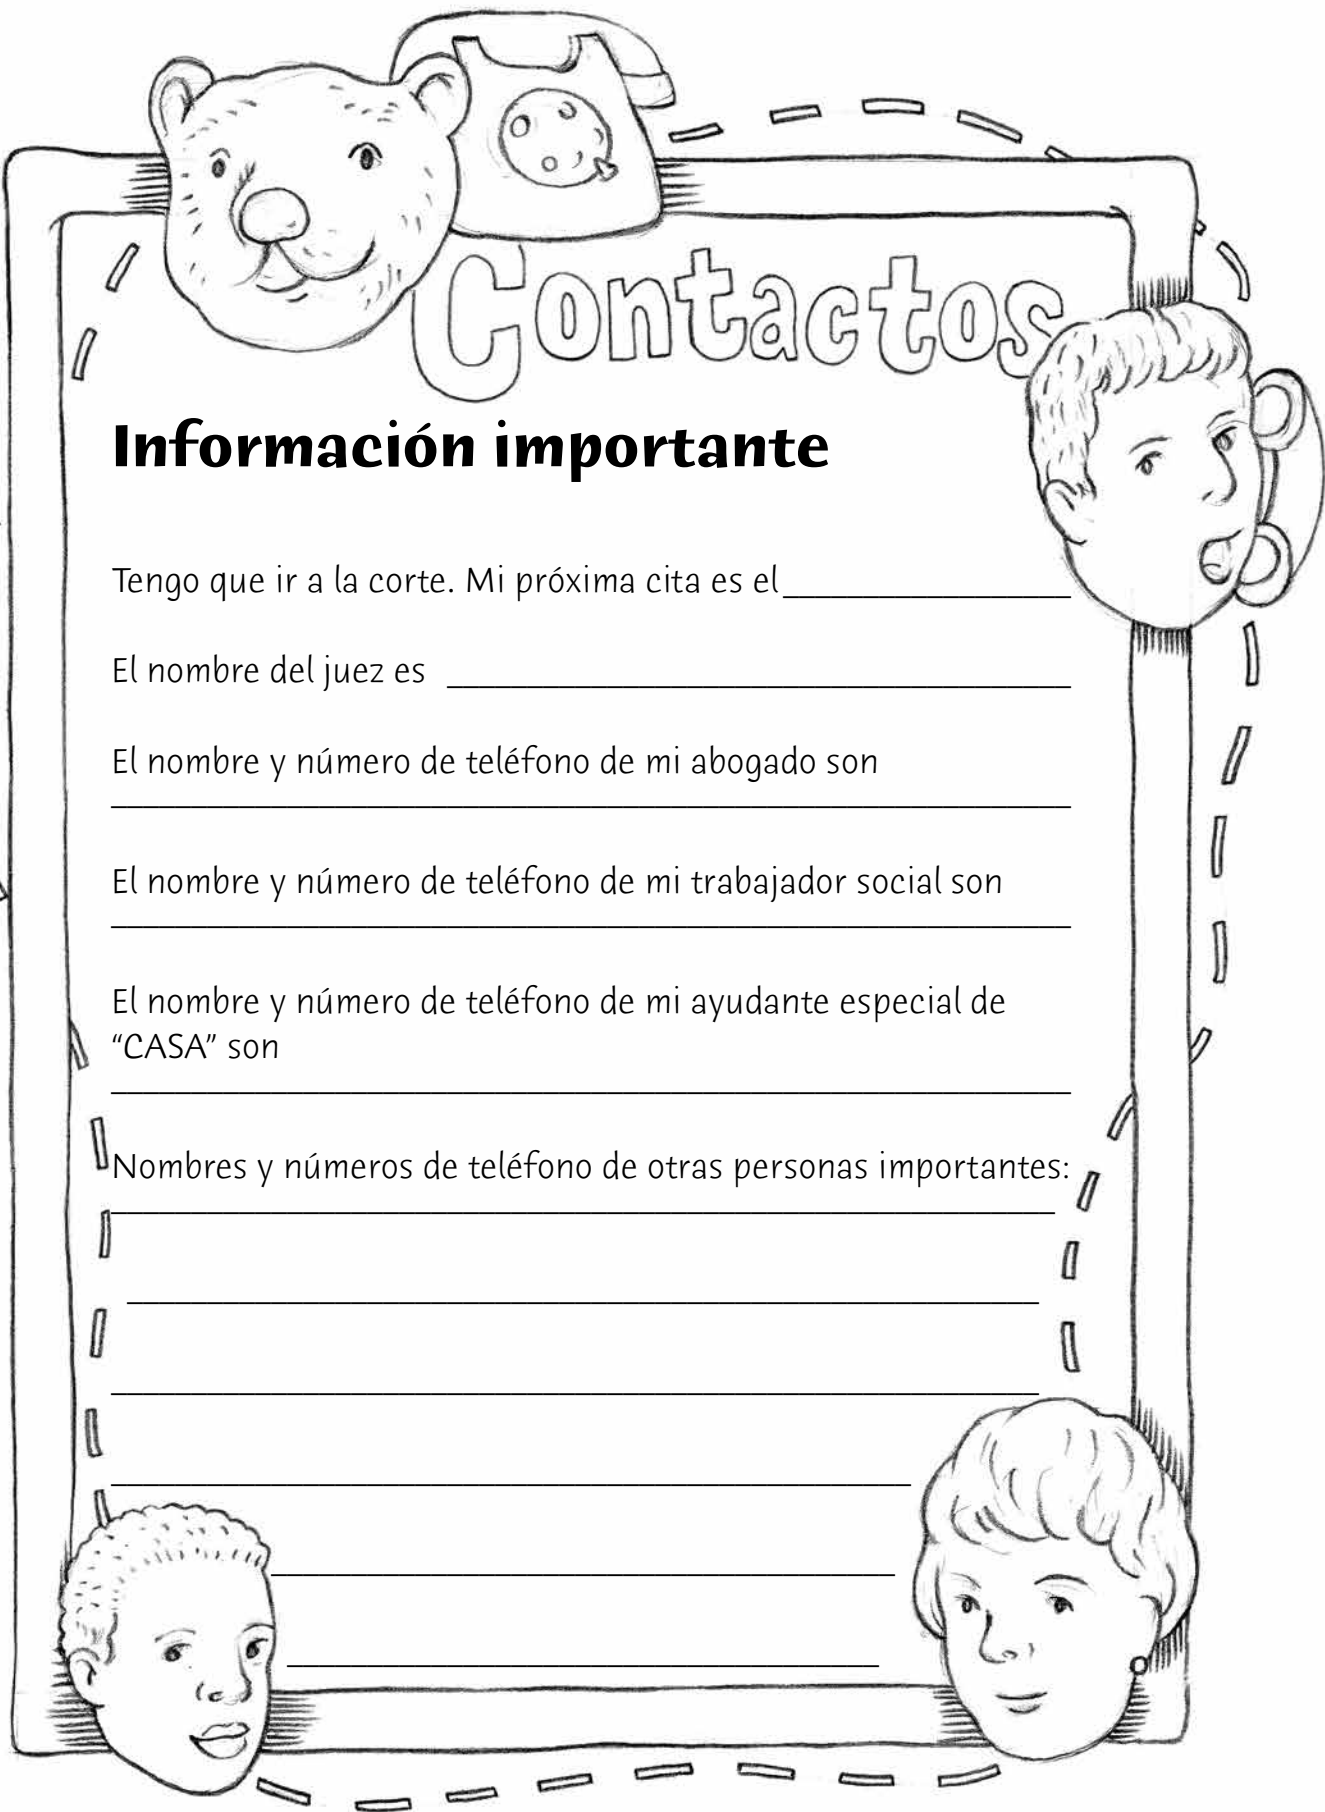 Contactos
Información importante
Tengo que ir a la corte. Mi próxima cita es el
El nombre del juez es
El nombre y número de teléfono de mi abogado son
El nombre y número de teléfono de mi trabajador social son
El nombre y número de teléfono de mi ayudante especial de
“CASA” son
Nombres y números de teléfono de otras personas importantes: